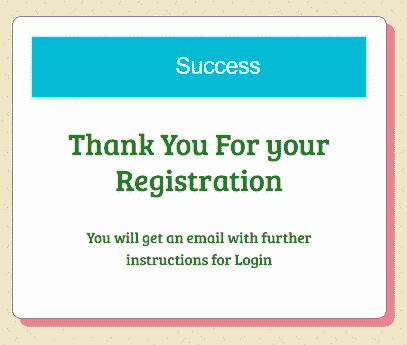 Success
Thank You For your
Registration
You will get an email with further
instructions for Login